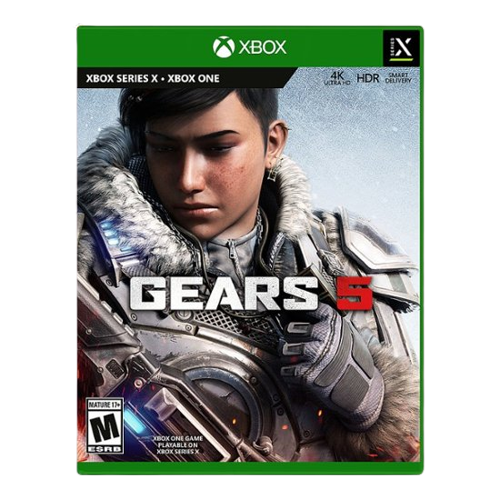 XBOX
SERIES
X
XBOX SERIES X • XBOX ONE
4K
ULTRA HD
HDR
SMART
DELIVERY
GEARS 5
MATURE 17+
M
ESRB
XBOX ONE GAME
PLAYABLE ON
XBOX SERIES X